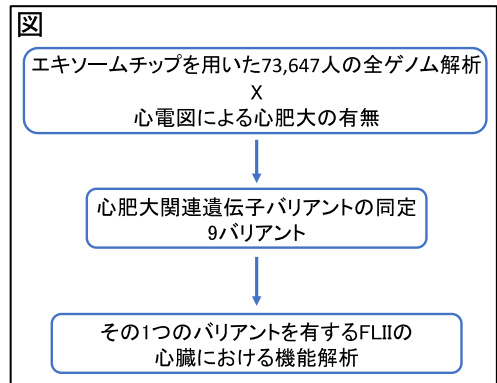 図
エキソームチップを用いた73,647人の全ゲノム解析
X
心電図による心肥大の有無
心肥大関連遺伝子バリアントの同定
9バリアント
その1つのバリアントを有するFLIIの
心臓における機能解析